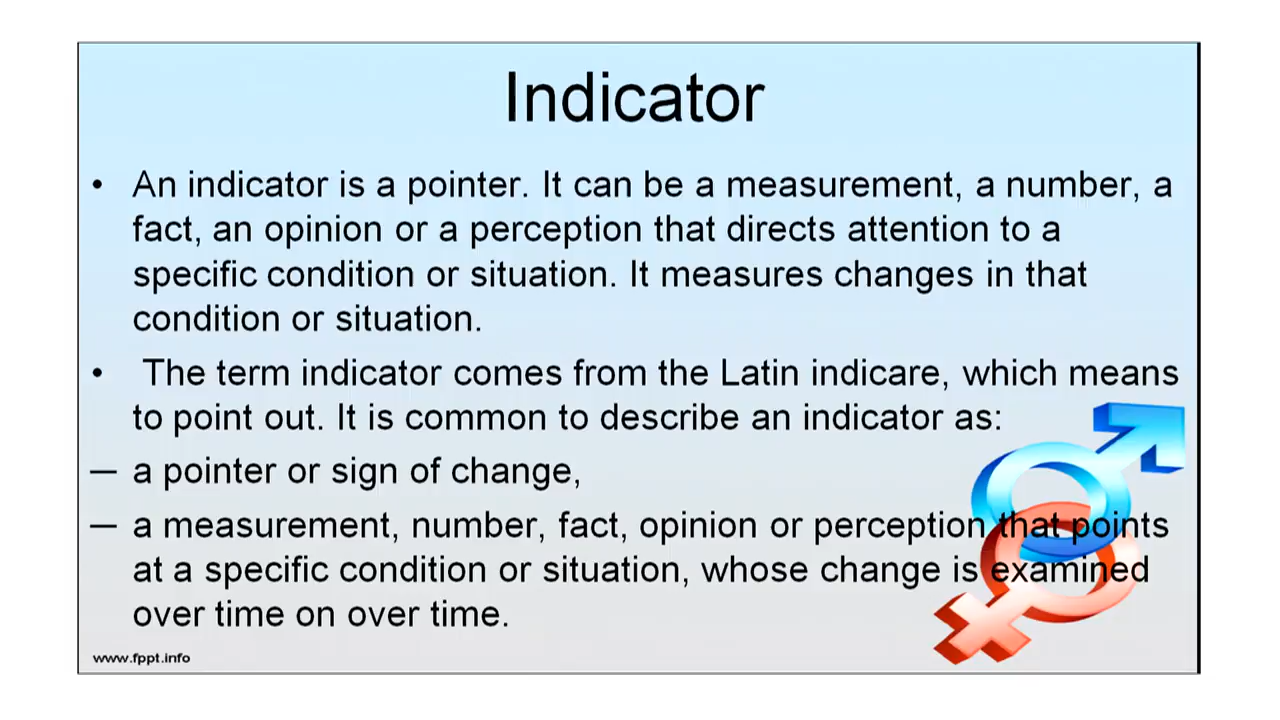 Indicator
• An indicator is a pointer. It can be a measurement, a number, a
fact, an opinion or a perception that directs attention to a
specific condition or situation. It measures changes in that
condition or situation.
• The term indicator comes from the Latin indicare, which means
to point out. It is common to describe an indicator as:
— a pointer or sign of change,
— a measurement, number, fact, opinion or perception that points
at a specific condition or situation, whose change is examined
over time on over time.
www.fppt.info